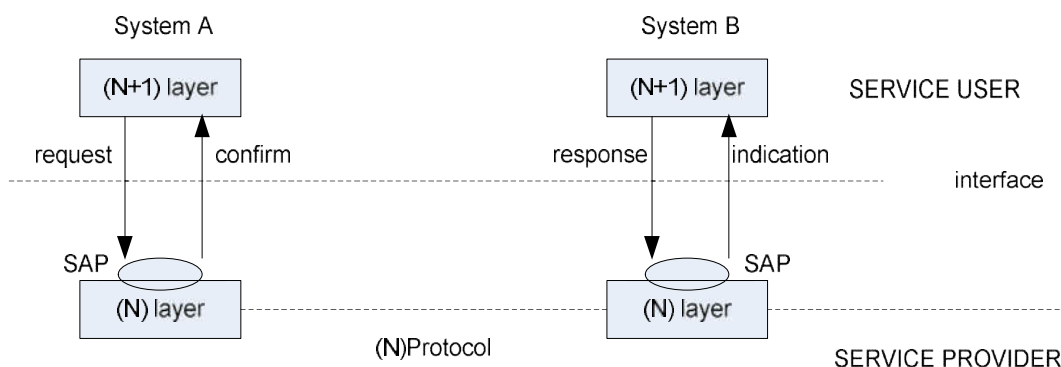 System A
System B
(N+1) layer
(N+1) layer
SERVICE USER
request
confirm
response
indication
interface
SAP
SAP
(N) layer
(N) layer
(N)Protocol
SERVICE PROVIDER